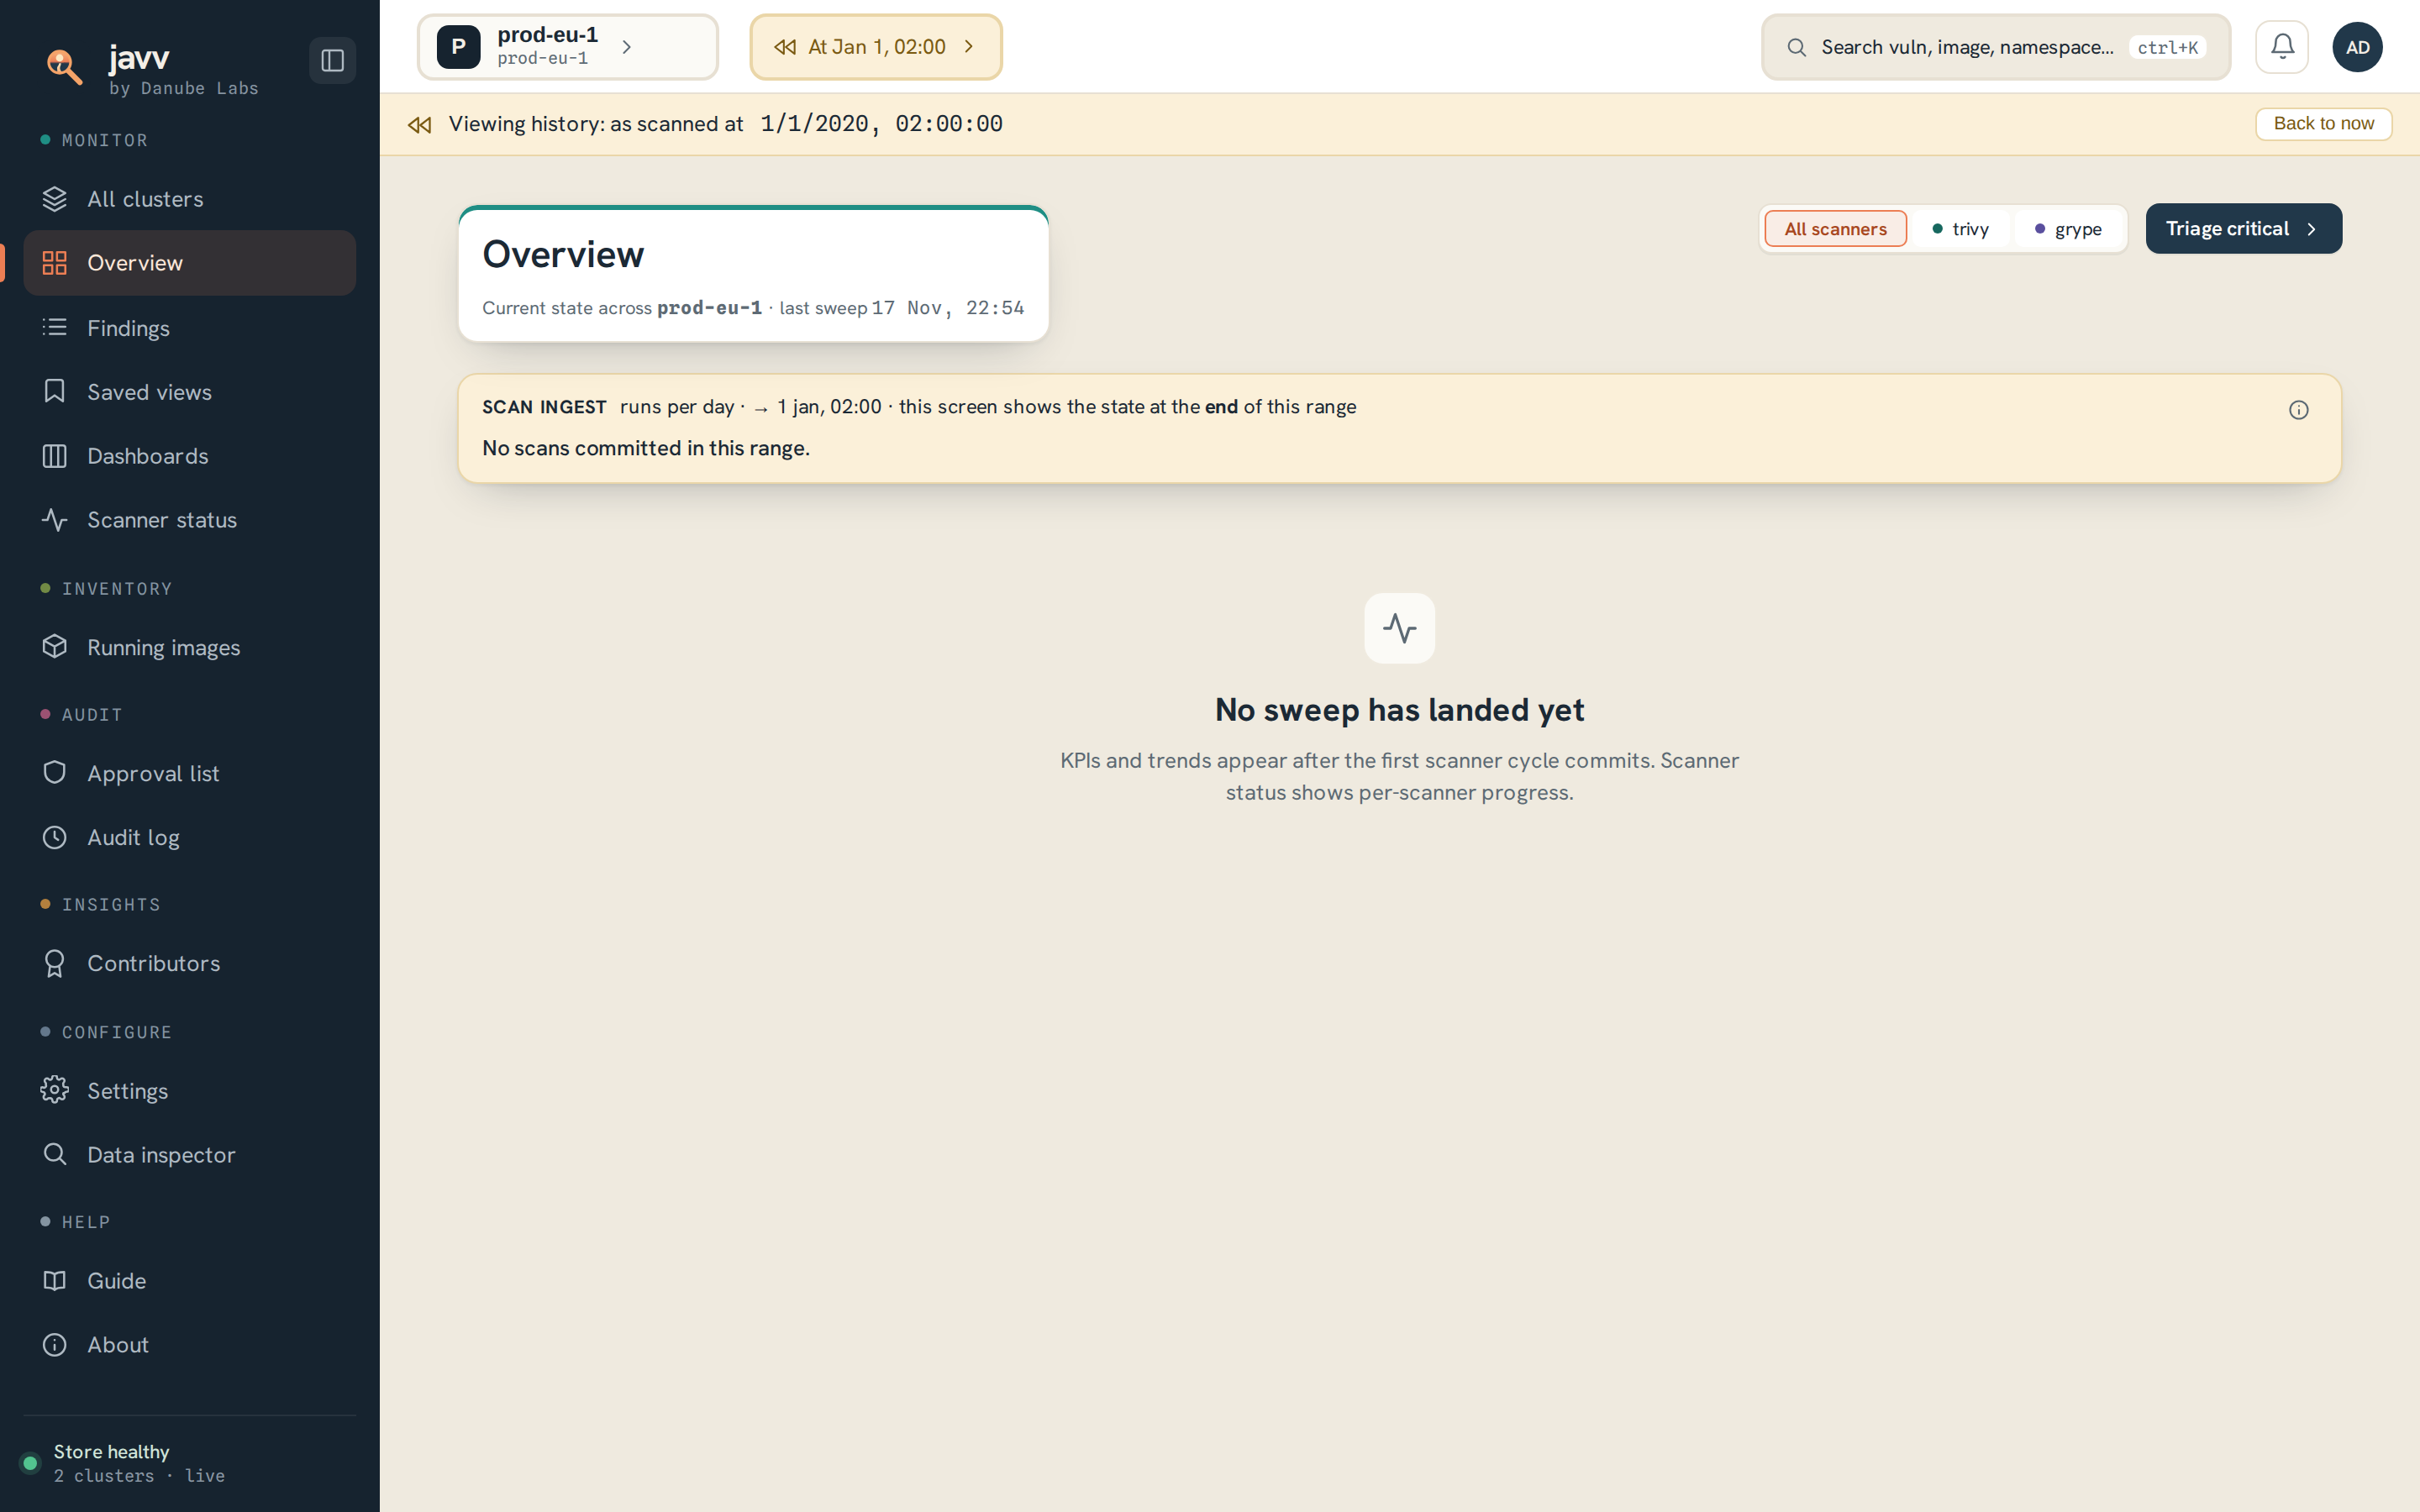 javv
by Danube Labs
MONITOR
All clusters
Overview
Findings
Saved views
Dashboards
Scanner status
INVENTORY
Running images
AUDIT
Approval list
Audit log
INSIGHTS
Contributors
CONFIGURE
Settings
Data inspector
HELP
Guide
About
Store healthy
2 clusters · live
P
prod-eu-1
prod-eu-1
At Jan 1, 02:00
Search vuln, image, namespace...
ctrl+K
AD
Viewing history: as scanned at 1/1/2020, 02:00:00
Back to now
Overview
Current state across prod-eu-1 · last sweep 17 Nov, 22:54
All scanners
trivy
grype
Triage critical
SCAN INGEST runs per day · → 1 jan, 02:00 · this screen shows the state at the end of this range
No scans committed in this range.
No sweep has landed yet
KPIs and trends appear after the first scanner cycle commits. Scanner
status shows per-scanner progress.